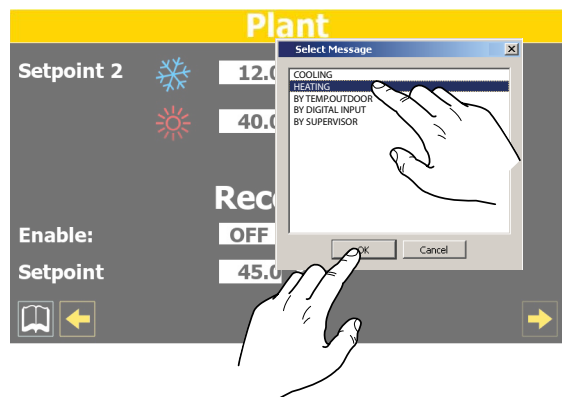 Plant
Select Message
Setpoint 2
12.0
COOLING
HEATING
BY TEMP.OUTDOOR
BY DIGITAL INPUT
BY SUPERVISOR
40.0
Reco
Enable:
OFF
OK
Cancel
Setpoint
45.0